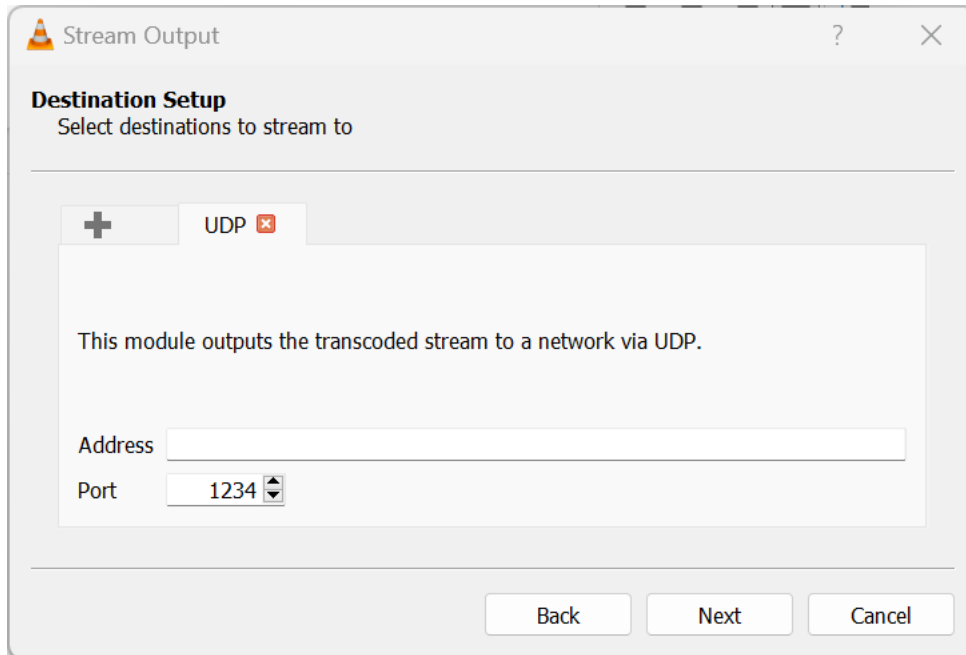 Stream Output
Destination Setup
Select destinations to stream to
UDP
This module outputs the transcoded stream to a network via UDP.
Address
Port 1234
Back Next Cancel